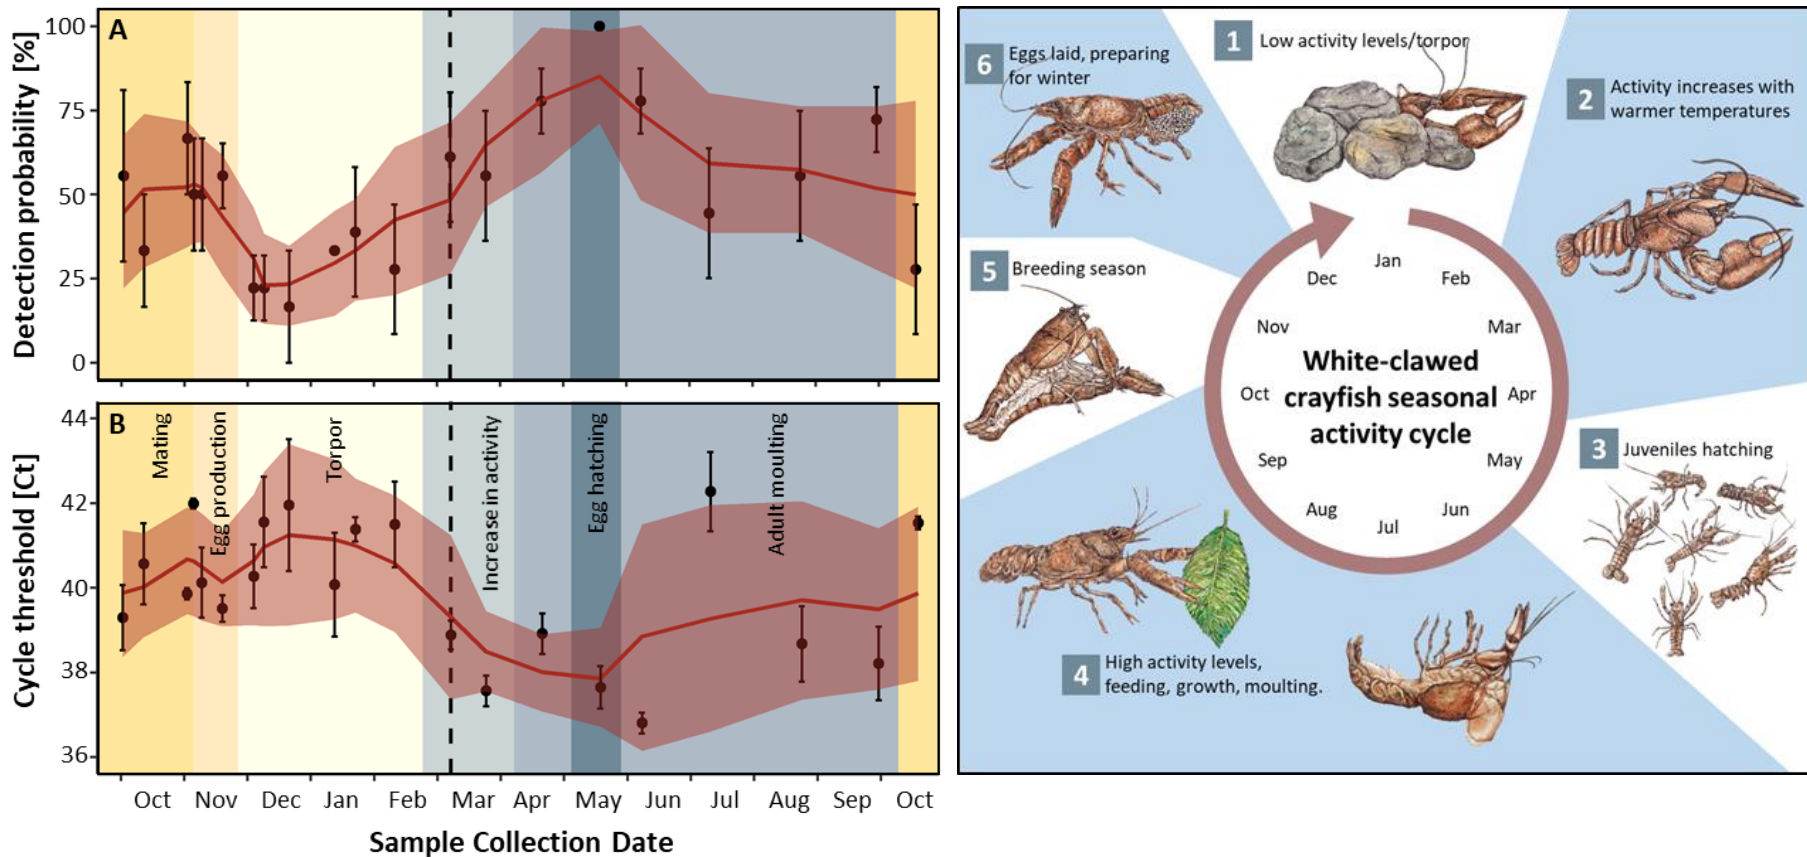 A
Detection probability [%]
100
75
50
25
0
B
Cycle threshold [Ct]
44
42
40
38
36
Mating
Egg production
Torpor
Increase in activity
Egg hatching
Adult moulting
Oct
Nov
Dec
Jan
Feb
Mar
Apr
May
Jun
Jul
Aug
Sep
Oct
Sample Collection Date
1
Low activity levels/torpor
2
Activity increases with
warmer temperatures
3
Juveniles hatching
4
High activity levels,
feeding, growth, moulting.
5
Breeding season
6
Eggs laid, preparing
for winter
Jan
Feb
Mar
Apr
May
Jun
Jul
Aug
Sep
Oct
Nov
Dec
White-clawed
crayfish seasonal
activity cycle